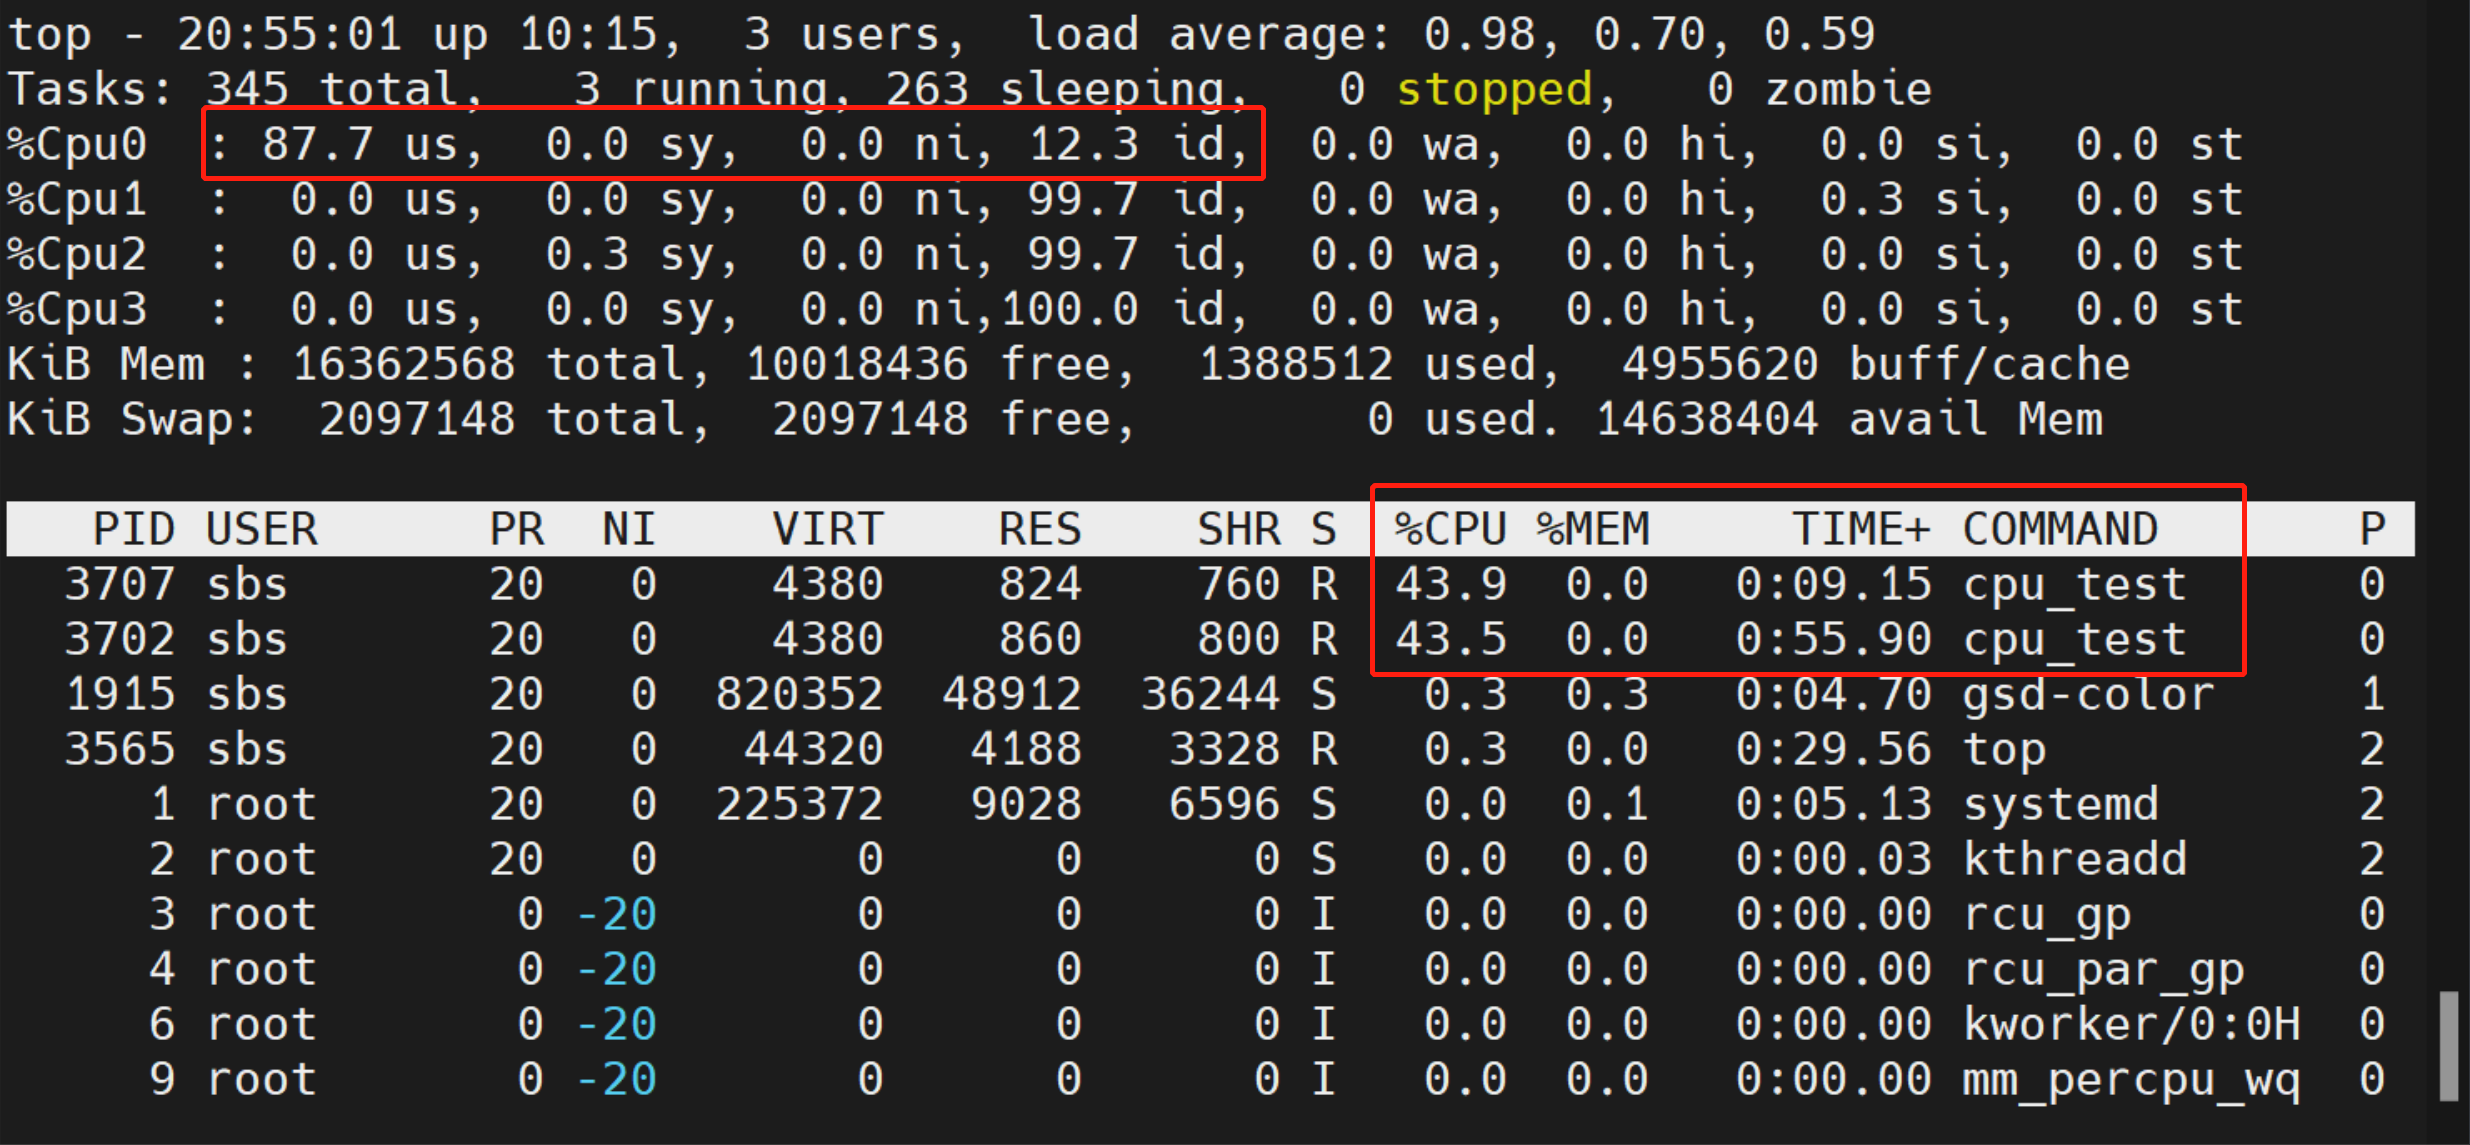 top - 20:55:01 up 10:15,  3 users,  load average: 0.98, 0.70, 0.59
Tasks: 345 total,   3 running, 263 sleeping,   0 stopped,   0 zombie
%Cpu0  : 87.7 us,  0.0 sy,  0.0 ni, 12.3 id,  0.0 wa,  0.0 hi,  0.0 si,  0.0 st
%Cpu1  :  0.0 us,  0.0 sy,  0.0 ni, 99.7 id,  0.0 wa,  0.0 hi,  0.3 si,  0.0 st
%Cpu2  :  0.0 us,  0.3 sy,  0.0 ni, 99.7 id,  0.0 wa,  0.0 hi,  0.0 si,  0.0 st
%Cpu3  :  0.0 us,  0.0 sy,  0.0 ni,100.0 id,  0.0 wa,  0.0 hi,  0.0 si,  0.0 st
KiB Mem : 16362568 total, 10018436 free,  1388512 used,  4955620 buff/cache
KiB Swap:  2097148 total,  2097148 free,        0 used. 14638404 avail Mem
PID USER      PR  NI    VIRT    RES    SHR S  %CPU %MEM     TIME+ COMMAND       P
3707 sbs       20   0    4380    824    760 R  43.9  0.0   0:09.15 cpu_test      0
3702 sbs       20   0    4380    860    800 R  43.5  0.0   0:55.90 cpu_test      0
1915 sbs       20   0  820352  48912  36244 S   0.3  0.3   0:04.70 gsd-color     1
3565 sbs       20   0   44320   4188   3328 R   0.3  0.0   0:29.56 top           2
1 root      20   0  225372   9028   6596 S   0.0  0.1   0:05.13 systemd       2
2 root      20   0       0      0      0 S   0.0  0.0   0:00.03 kthreadd      2
3 root       0 -20       0      0      0 I   0.0  0.0   0:00.00 rcu_gp        0
4 root       0 -20       0      0      0 I   0.0  0.0   0:00.00 rcu_par_gp    0
6 root       0 -20       0      0      0 I   0.0  0.0   0:00.00 kworker/0:0H  0
9 root       0 -20       0      0      0 I   0.0  0.0   0:00.00 mm_percpu_wq  0